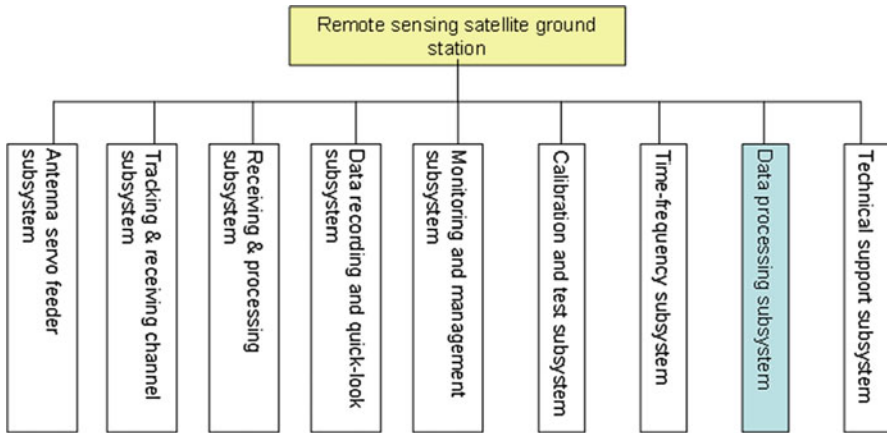 Remote sensing satellite ground
station
Antenna servo feeder
subsystem
Tracking & receiving channel
subsystem
Receiving & processing
subsystem
Data recording and quick-look
subsystem
Monitoring and management
subsystem
Calibration and test subsystem
Time-frequency subsystem
Data processing subsystem
Technical support subsystem